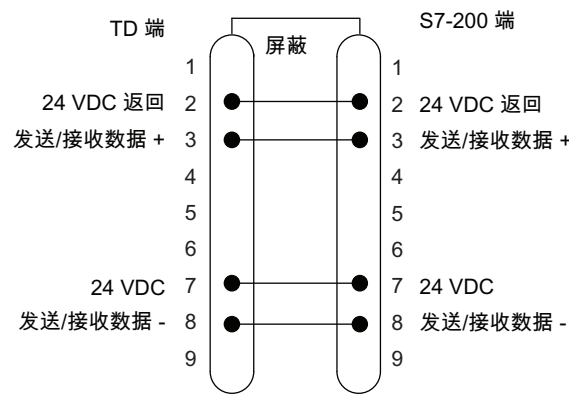 TD 端
屏蔽
S7-200 端
1 1
24 VDC 返回 2 2 24 VDC 返回
发送/接收数据 + 3 3 发送/接收数据 +
4 4
5 5
6 6
24 VDC 7 7 24 VDC
发送/接收数据 - 8 8 发送/接收数据 -
9 9